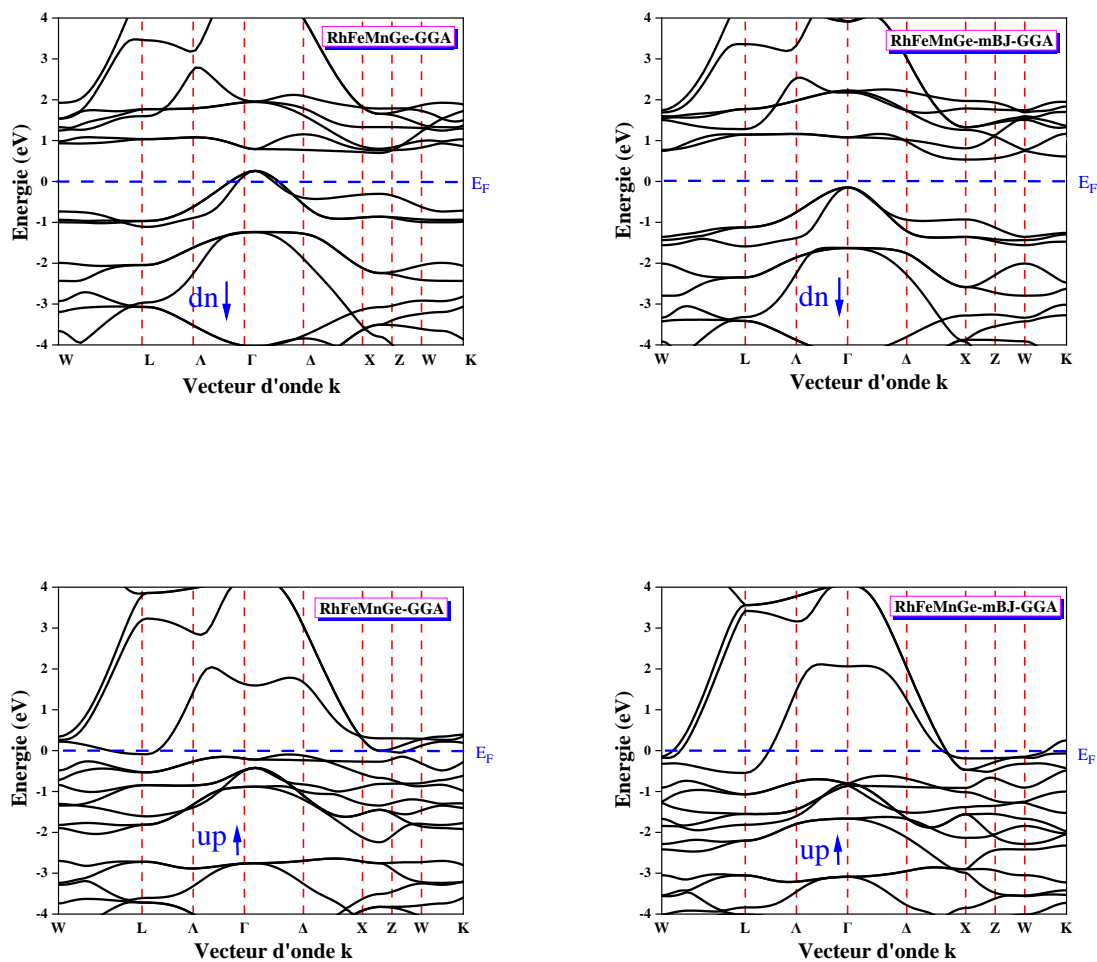 RhFeMnGe-GGA
4
3
2
1
0
-1
-2
-3
-4
Energie (eV)
E_F
dn
W L Λ Γ Δ X Z W K
Vecteur d'onde k
RhFeMnGe-mBJ-GGA
4
3
2
1
0
-1
-2
-3
-4
Energie (eV)
E_F
dn
W L Λ Γ Δ X Z W K
Vecteur d'onde k
RhFeMnGe-GGA
4
3
2
1
0
-1
-2
-3
-4
Energie (eV)
E_F
up
W L Λ Γ Δ X Z W K
Vecteur d'onde k
RhFeMnGe-mBJ-GGA
4
3
2
1
0
-1
-2
-3
-4
Energie (eV)
E_F
up
W L Λ Γ Δ X Z W K
Vecteur d'onde k